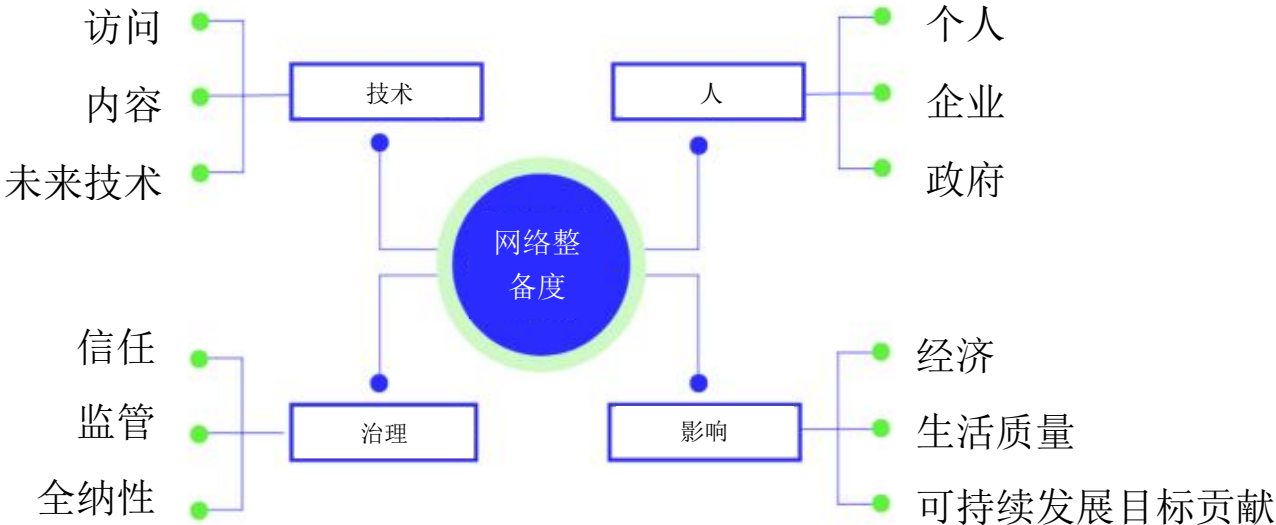 访问
内容
未来技术
技术
个人
企业
政府
人
网络整
备度
信任
监管
全纳性
治理
经济
生活质量
可持续发展目标贡献
影响